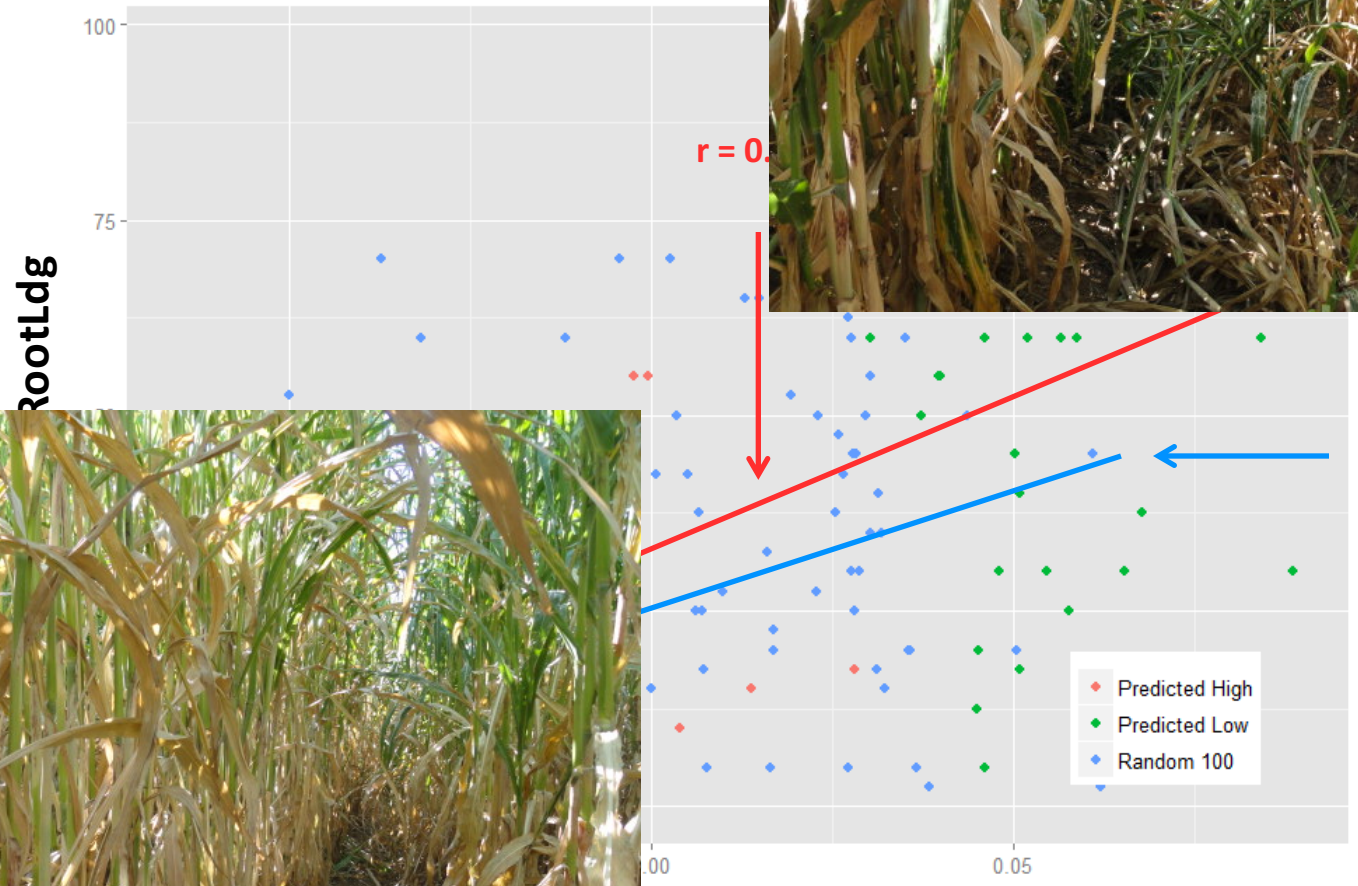 100
r = 0.
75
RootLdg
.00
0.05
Predicted High
Predicted Low
Random 100